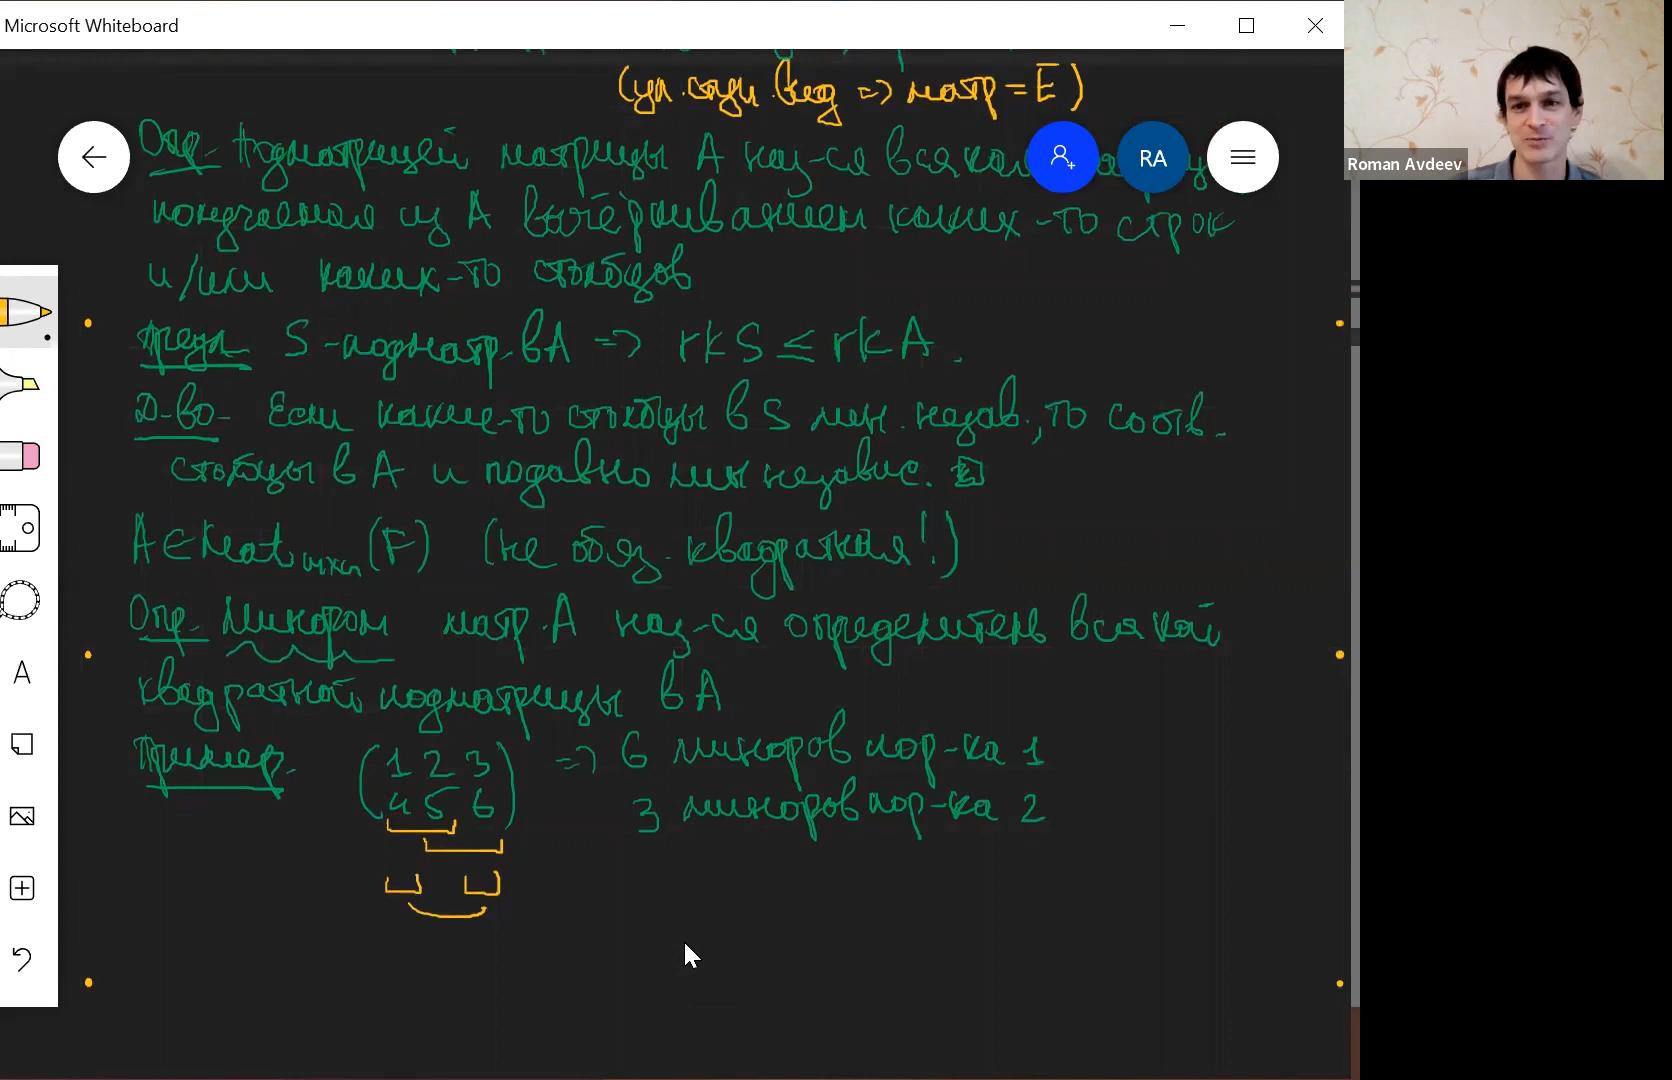 Microsoft Whiteboard
(ул. ступ. вид => матр = E)
Опр. Подматрицей матрицы A наз-ся всякая
получаемая из A вычёркиванием каких-то строк
и/или каких-то столбцов
RA
Roman Avdeev
Предл. S - подматр. в A => rk S ≤ rk A.
Д-во. Если какие-то столбцы в S лин. незав., то соотв.
столбцы в A и подавно лин независ.
A ∈ Mat m×n (F) (не обяз. квадратная!)
Опр. Минором матр. A наз-ся определитель всякой
квадратной подматрицы в A
Пример. (1 2 3 => 6 миноров пор-ка 1
4 5 6) 3 миноров пор-ка 2